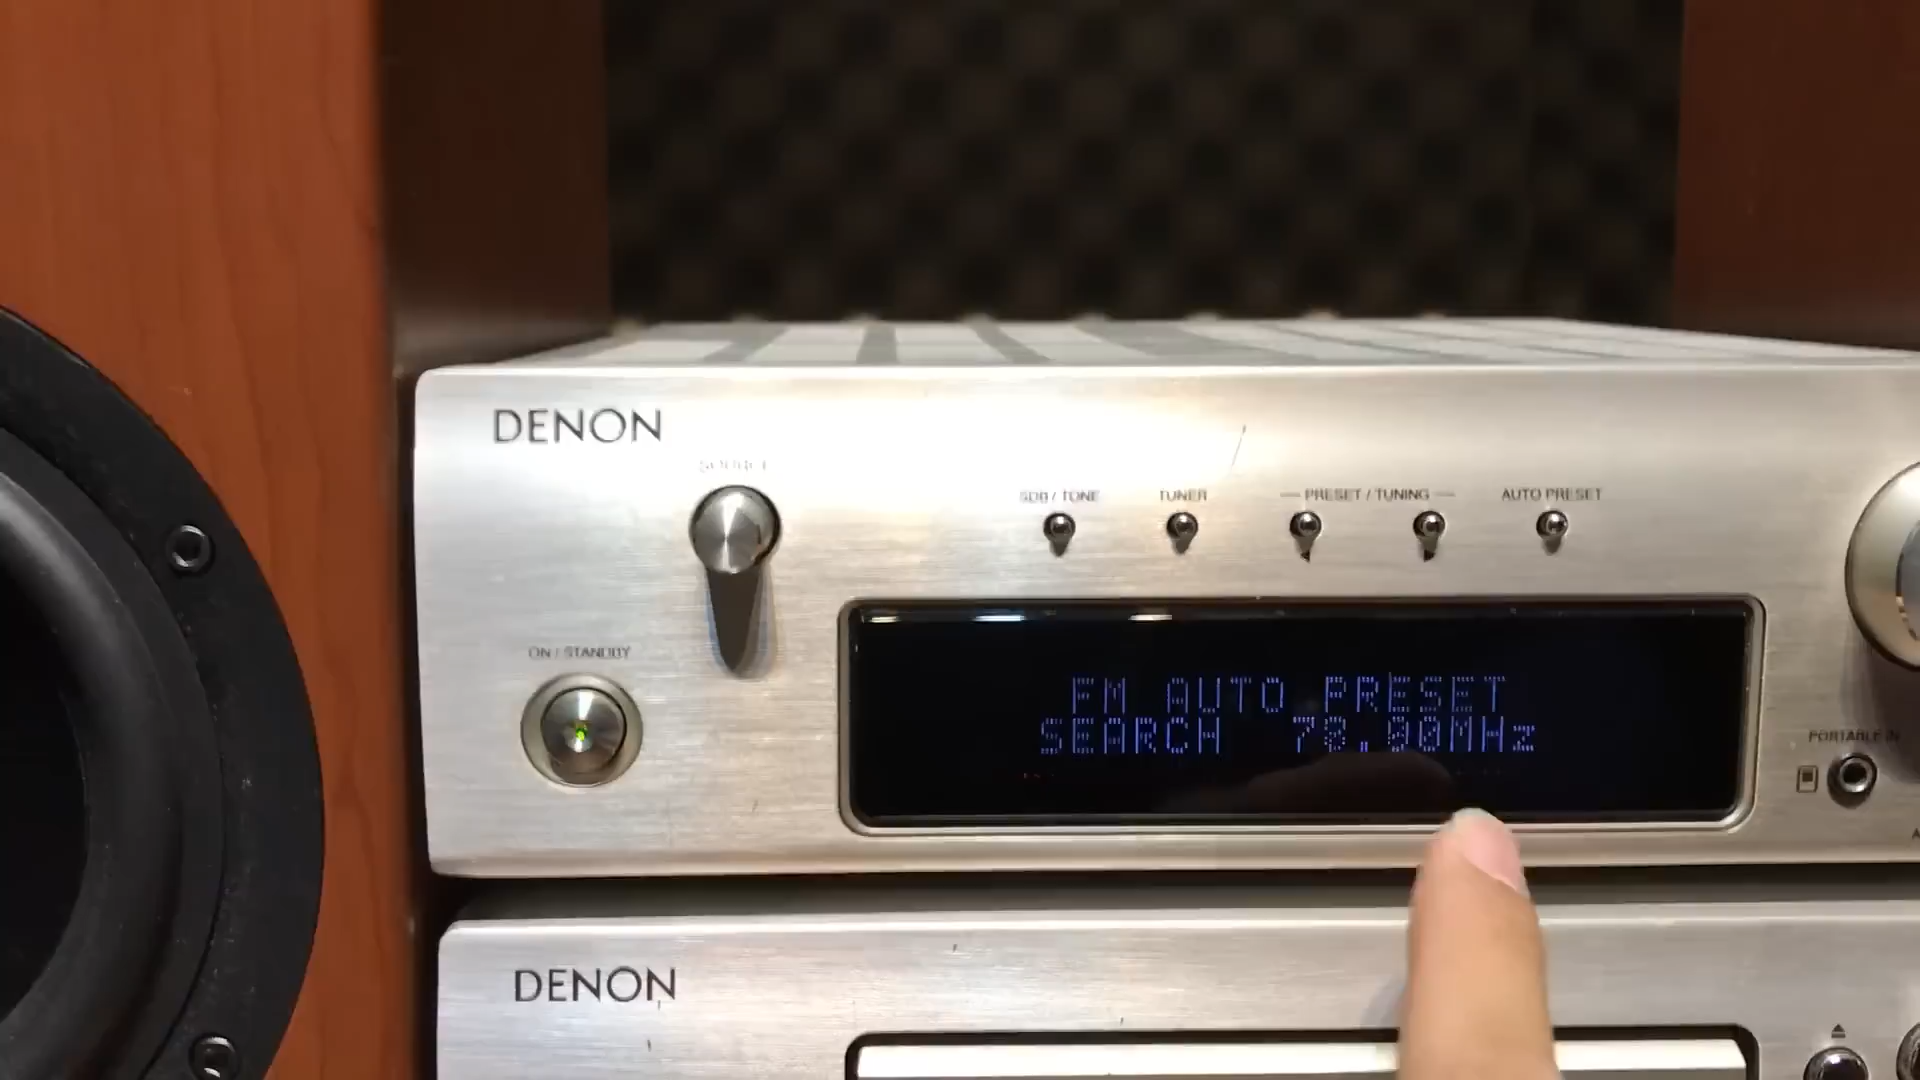 DENON
SOURCE
SDB / TONE
TUNER
PRESET / TUNING
AUTO PRESET
ON / STANDBY
FM AUTO PRESET
SEARCH
PORTABLE IN
DENON